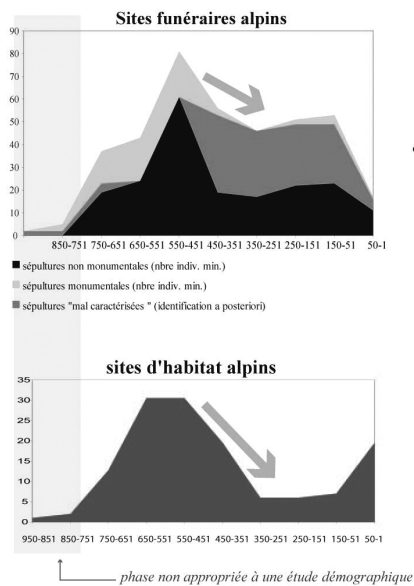 Sites funéraires alpins
90
80
70
60
50
40
30
20
10
0
850-751 750-651 650-551 550-451 450-351 350-251 250-151 150-51 50-1
sépultures non monumentales (nbre indiv. min.)
sépultures monumentales (nbre indiv. min.)
sépultures "mal caractérisées " (identification a posteriori)
sites d'habitat alpins
35
30
25
20
15
10
5
0
950-851 850-751 750-651 650-551 550-451 450-351 350-251 250-151 150-51 50-1
phase non appropriée à une étude démographique